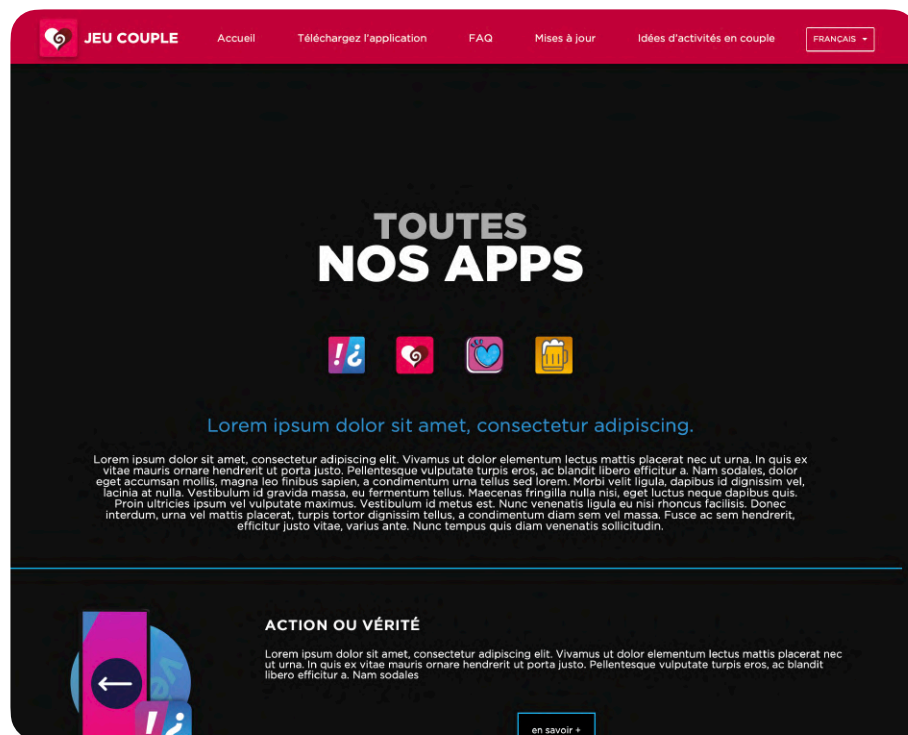 JEU COUPLE
Accueil
Téléchargez l'application
FAQ
Mises à jour
Idées d'activités en couple
FRANÇAIS
TOUTES
NOS APPS
!¿
Lorem ipsum dolor sit amet, consectetur adipiscing.
Lorem ipsum dolor sit amet, consectetur adipiscing elit. Vivamus ut dolor elementum lectus mattis placerat nec ut urna. In quis ex
vitae mauris ornare hendrerit ut porta justo. Pellentesque vulputate turpis eros, ac blandit libero efficitur a. Nam sodales, dolor
eget accumsan mollis, magna leo finibus sapien, a condimentum urna tellus sed lorem. Morbi velit ligula, dapibus id dignissim vel,
lacinia at nulla. Vestibulum id gravida massa, eu fermentum tellus. Maecenas fringilla nulla nisi, eget luctus neque dapibus quis.
Proin ultricies ipsum vel vulputate maximus. Vestibulum id metus est. Nunc venenatis ligula eu nisi rhoncus facilisis. Donec
interdum, urna vel mattis placerat, turpis tortor dignissim tellus, a condimentum diam sem vel massa. Fusce ac sem hendrerit,
efficitur justo vitae, varius ante. Nunc tempus quis diam venenatis sollicitudin.
ACTION OU VÉRITÉ
Lorem ipsum dolor sit amet, consectetur adipiscing elit. Vivamus ut dolor elementum lectus mattis placerat nec
ut urna. In quis ex vitae mauris ornare hendrerit ut porta justo. Pellentesque vulputate turpis eros, ac blandit
libero efficitur a. Nam sodales
!¿
en savoir +